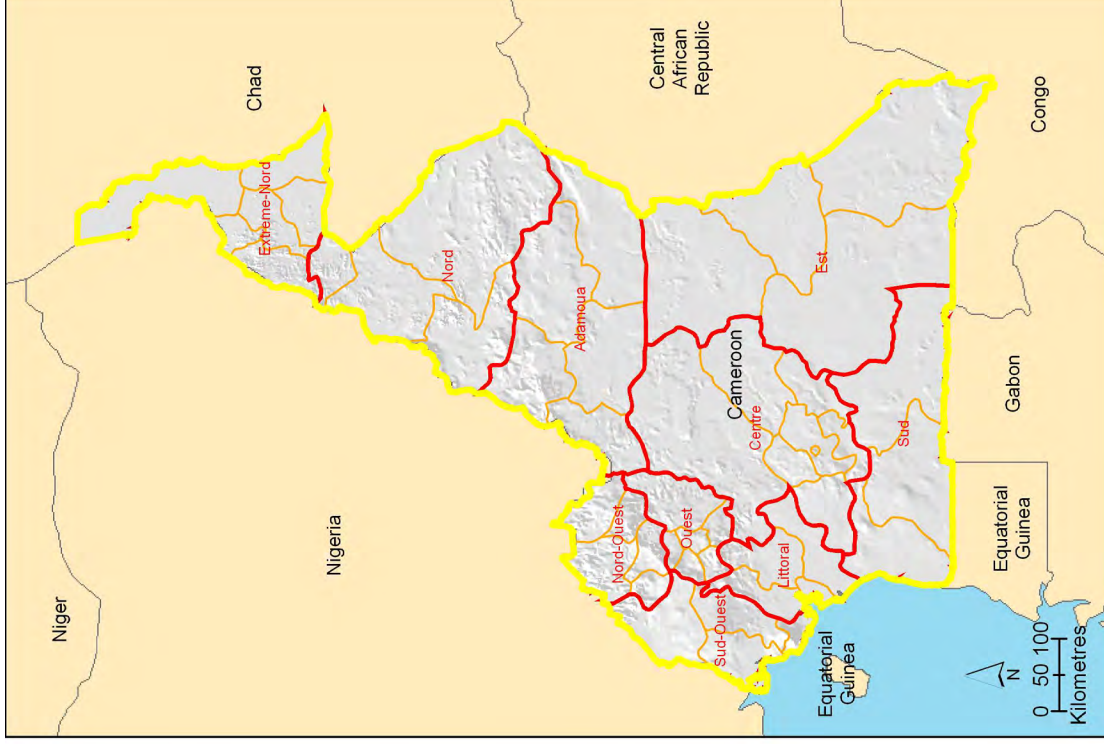 Niger
Chad
Nigeria
Central
African
Republic
Extreme-Nord
Nord
Adamoua
Nord-Ouest
Ouest
Sud-Ouest
Littoral
Cameroon
Centre
Est
Sud
Equatorial
Guinea
Equatorial
Guinea
Gabon
Congo
N
0 50 100
Kilometres